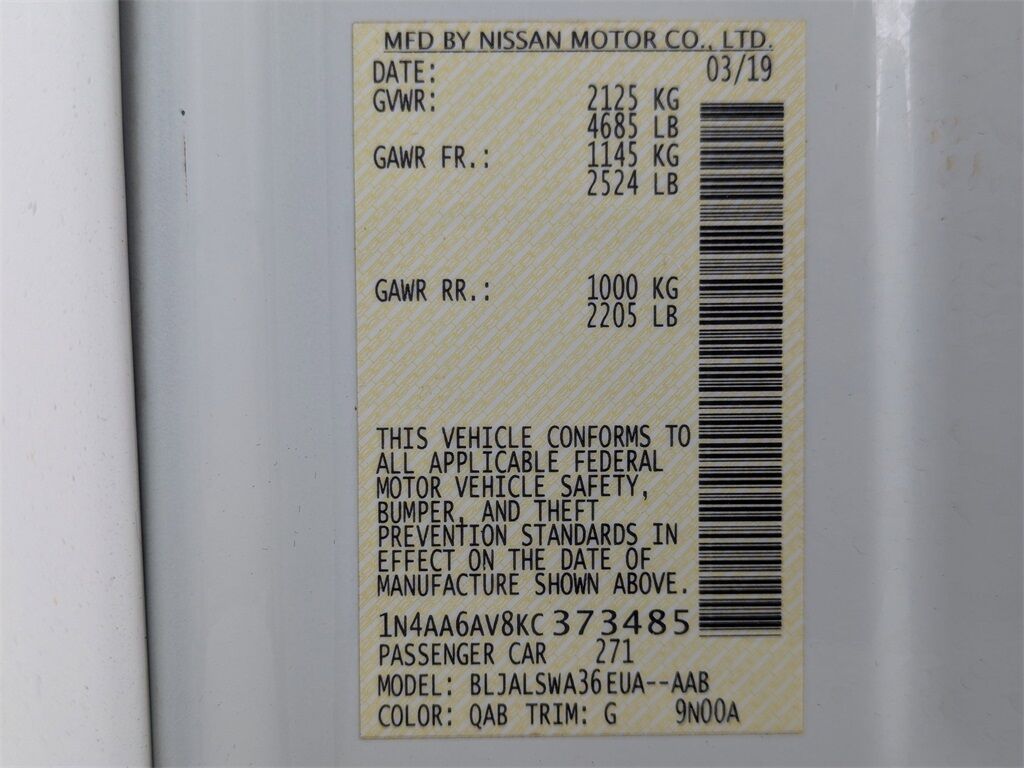 MFD BY NISSAN MOTOR CO., LTD.
DATE: 03/19
GVWR: 2125 KG
4685 LB
GAWR FR.: 1145 KG
2524 LB
GAWR RR.: 1000 KG
2205 LB
THIS VEHICLE CONFORMS TO
ALL APPLICABLE FEDERAL
MOTOR VEHICLE SAFETY,
BUMPER, AND THEFT
PREVENTION STANDARDS IN
EFFECT ON THE DATE OF
MANUFACTURE SHOWN ABOVE.
1N4AA6AV8KC373485
PASSENGER CAR 271
MODEL: BLJALSWA36EUA--AAB
COLOR: QAB TRIM: G 9N00A